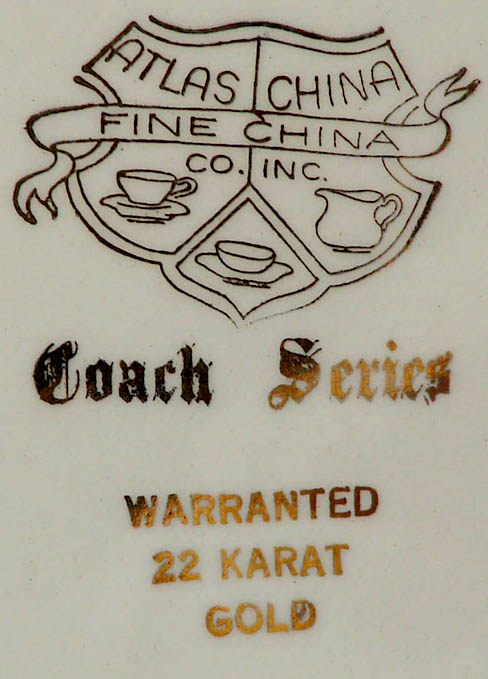 ATLAS CHINA
FINE CHINA
CO. INC.
Coach Series
WARRANTED
22 KARAT
GOLD